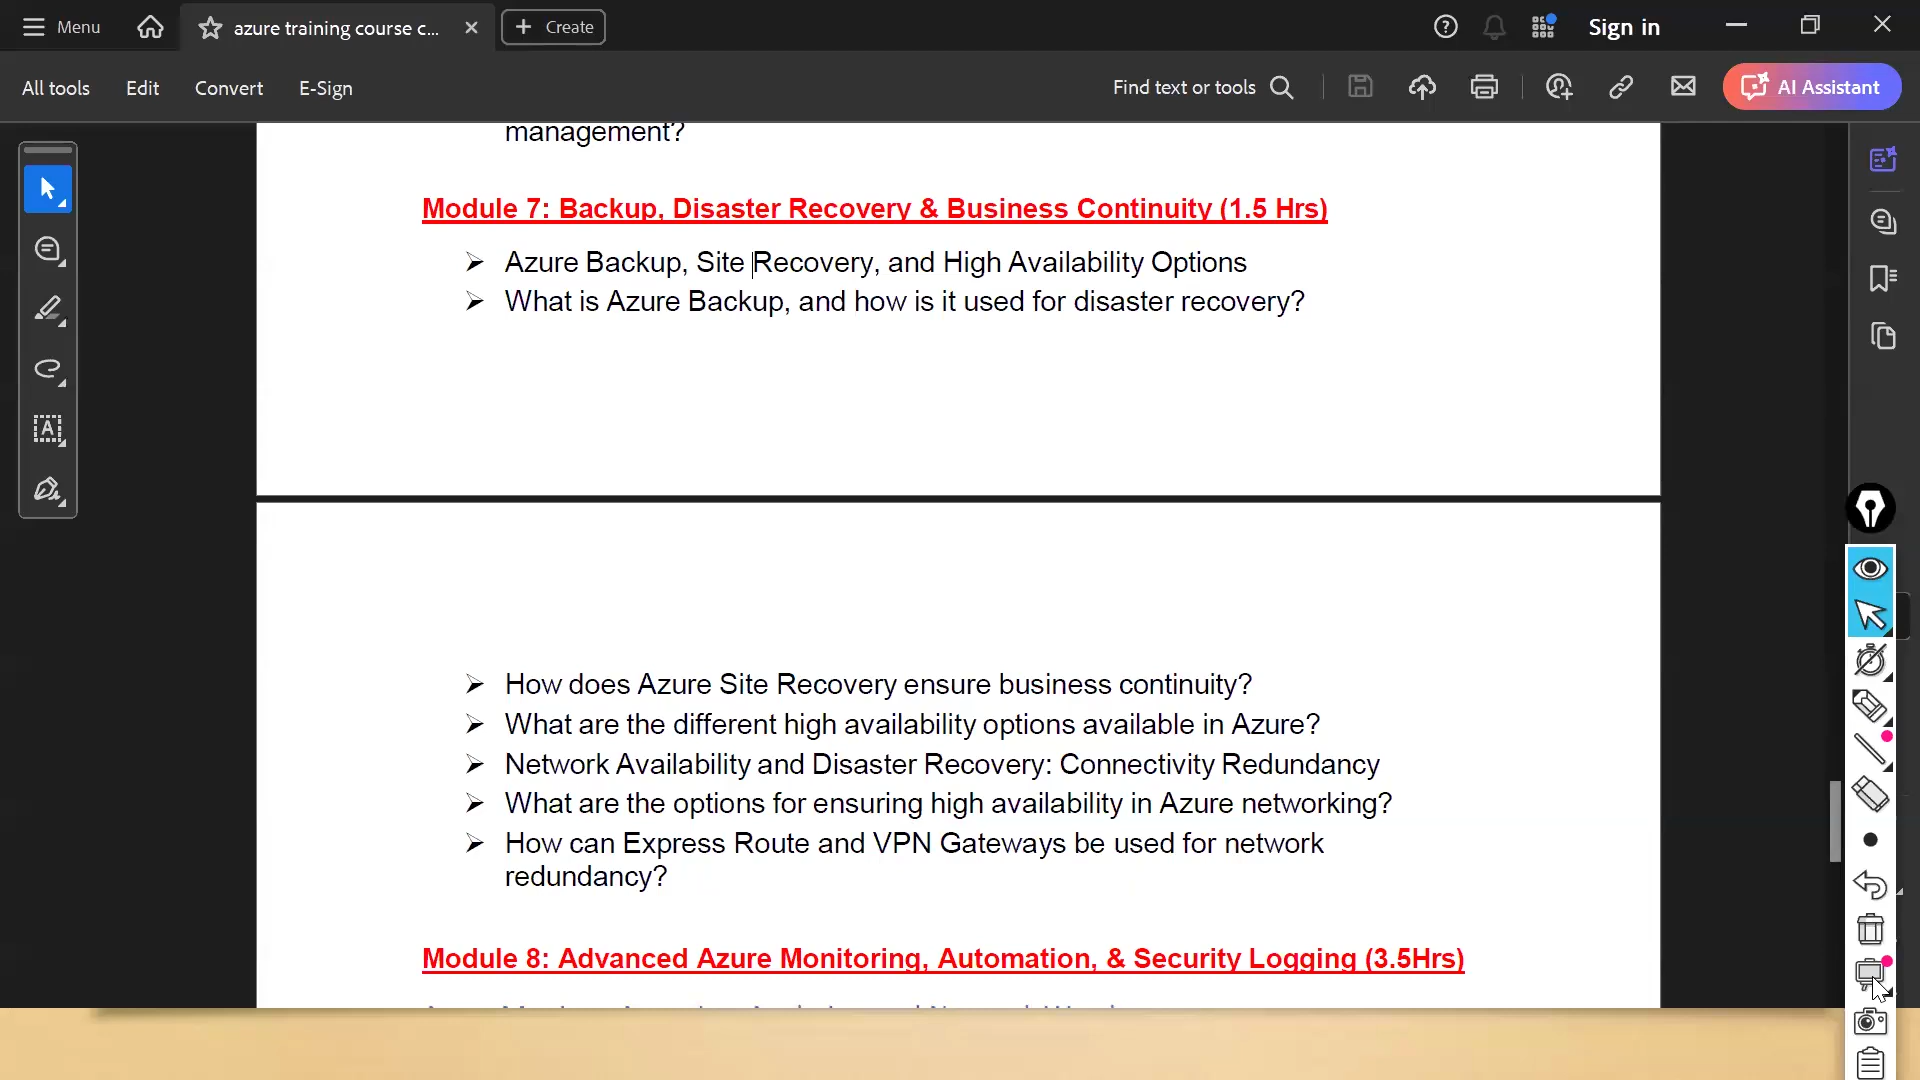 Menu
azure training course c...
Create
Sign in
All tools
Edit
Convert
E-Sign
Find text or tools
AI Assistant
management?
Module 7: Backup, Disaster Recovery & Business Continuity (1.5 Hrs)
➢ Azure Backup, Site Recovery, and High Availability Options
➢ What is Azure Backup, and how is it used for disaster recovery?
➢ How does Azure Site Recovery ensure business continuity?
➢ What are the different high availability options available in Azure?
➢ Network Availability and Disaster Recovery: Connectivity Redundancy
➢ What are the options for ensuring high availability in Azure networking?
➢ How can Express Route and VPN Gateways be used for network
redundancy?
Module 8: Advanced Azure Monitoring, Automation, & Security Logging (3.5Hrs)